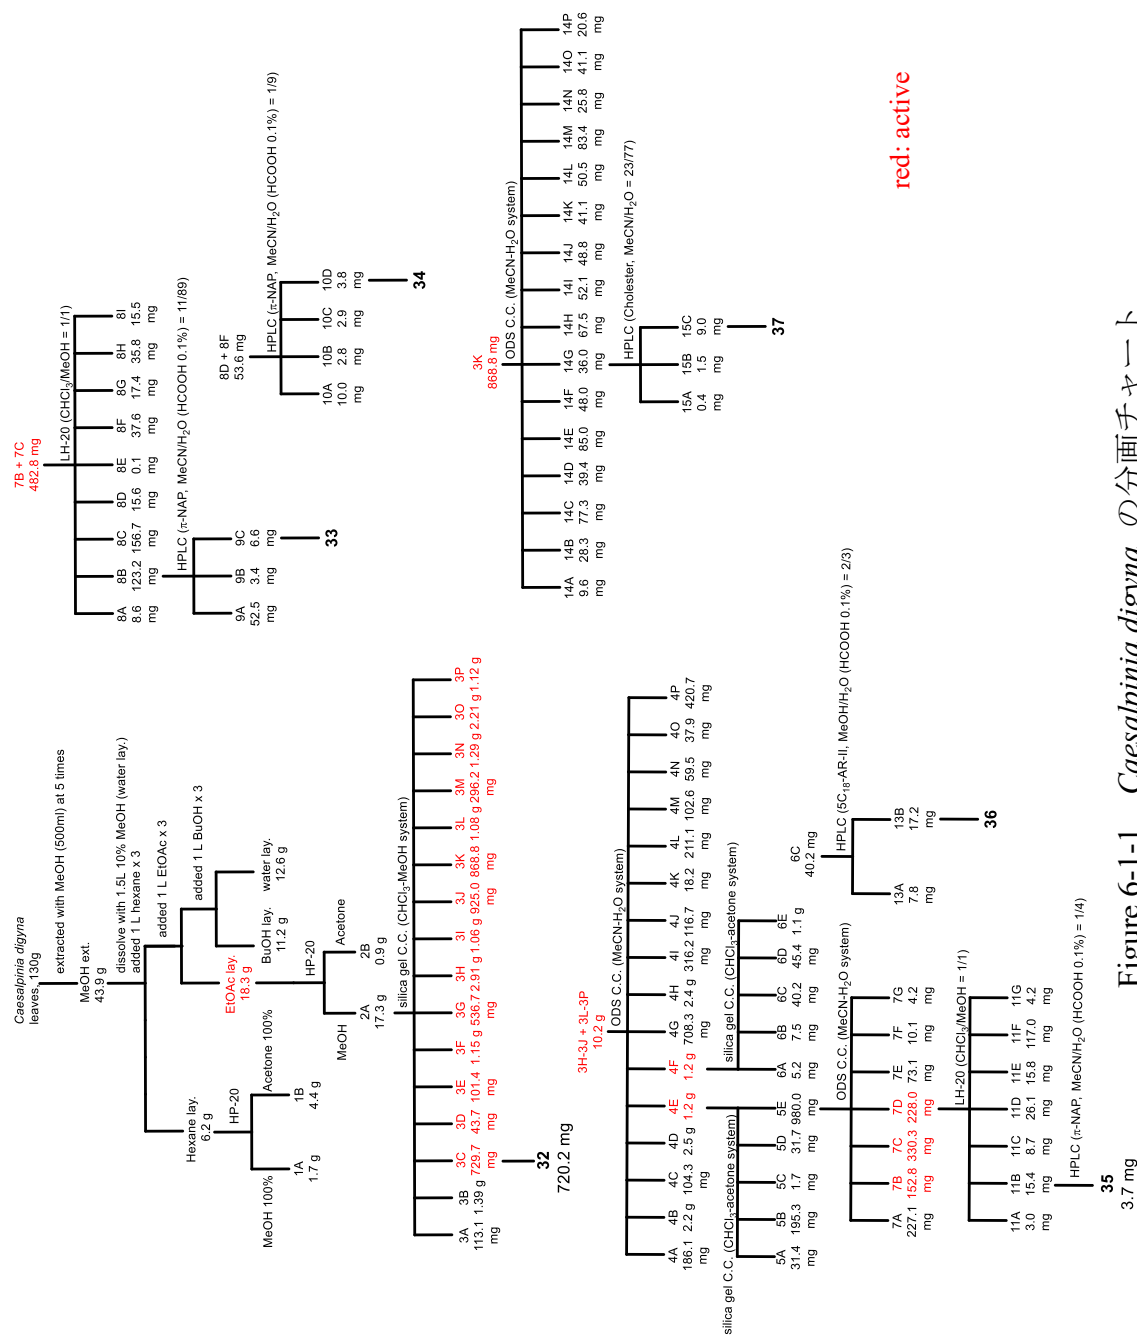 Caesalpinia digyna
leaves, 130g
extracted with MeOH (500ml) at 5 times
MeOH ext.
43.9 g
dissolve with 1.5L 10% MeOH (water lay.)
added 1 L hexane x 3
added 1 L EtOAc x 3
added 1 L BuOH x 3
Hexane lay.
6.2 g
EtOAc lay.
18.3 g
BuOH lay.
11.2 g
water lay.
12.6 g
HP-20
MeOH 100%
Acetone 100%
1A
1.7 g
1B
4.4 g
HP-20
MeOH
Acetone
2A
17.3 g
2B
0.9 g
silica gel C.C. (CHCl3-MeOH system)
3A 3B 3C 3D 3E 3F 3G 3H 3I 3J 3K 3L 3M 3N 3O 3P
113.1 1.39 g 729.7 43.7 101.4 1.15 g 536.7 2.91 g 1.06 g 925.0 868.8 1.08 g 296.2 1.29 g 2.21 g 1.12 g
mg mg mg mg mg mg mg mg
32
720.2 mg
3H-3J + 3L-3P
10.2 g
ODS C.C. (MeCN-H2O system)
4A 4B 4C 4D 4E 4F 4G 4H 4I 4J 4K 4L 4M 4N 4O 4P
186.1 2.2 g 104.3 2.5 g 1.2 g 1.2 g 708.3 2.4 g 316.2 116.7 18.2 211.1 102.6 59.5 37.9 420.7
mg mg mg mg mg mg mg mg mg mg mg
silica gel C.C. (CHCl3-acetone system)
silica gel C.C. (CHCl3-acetone system)
5A 5B 5C 5D 5E
31.4 195.3 1.7 31.7 980.0
mg mg mg mg mg
6A 6B 6C 6D 6E
5.2 7.5 40.2 45.4 1.1 g
mg mg mg mg
ODS C.C. (MeCN-H2O system)
7A 7B 7C 7D 7E 7F 7G
227.1 152.8 330.3 228.0 73.1 10.1 4.2
mg mg mg mg mg mg mg
LH-20 (CHCl3/MeOH = 1/1)
11A 11B 11C 11D 11E 11F 11G
3.0 15.4 8.7 26.1 15.8 117.0 4.2
mg mg mg mg mg mg mg
HPLC (π-NAP, MeCN/H2O (HCOOH 0.1%) = 1/4)
35
3.7 mg
6C
40.2 mg
HPLC (5C18-AR-II, MeOH/H2O (HCOOH 0.1%) = 2/3)
13A 13B
7.8 17.2
mg mg
36
7B + 7C
482.8 mg
LH-20 (CHCl3/MeOH = 1/1)
8A 8B 8C 8D 8E 8F 8G 8H 8I
8.6 123.2 156.7 15.6 0.1 37.6 17.4 35.8 15.5
mg mg mg mg mg mg mg mg mg
HPLC (π-NAP, MeCN/H2O (HCOOH 0.1%) = 11/89)
9A 9B 9C
52.5 3.4 6.6
mg mg mg
33
8D + 8F
53.6 mg
HPLC (π-NAP, MeCN/H2O (HCOOH 0.1%) = 1/9)
10A 10B 10C 10D
10.0 2.8 2.9 3.8
mg mg mg mg
34
3K
868.8 mg
ODS C.C. (MeCN-H2O system)
14A 14B 14C 14D 14E 14F 14G 14H 14I 14J 14K 14L 14M 14N 14O 14P
9.6 28.3 77.3 39.4 85.0 48.0 36.0 67.5 52.1 48.8 41.1 50.5 83.4 25.8 41.1 20.6
mg mg mg mg mg mg mg mg mg mg mg mg mg mg mg mg
HPLC (Cholester, MeCN/H2O = 23/77)
15A 15B 15C
0.4 1.5 9.0
mg mg mg
37
red: active
Figure 6-1-1 Caesalpinia digyna の分画チャート